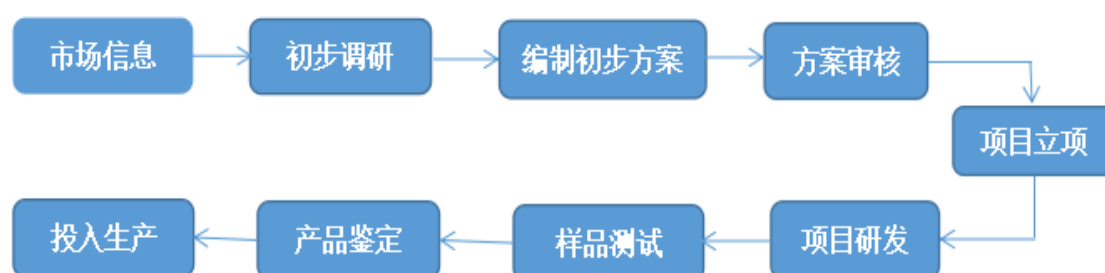 市场信息
初步调研
编制初步方案
方案审核
项目立项
项目研发
样品测试
产品鉴定
投入生产